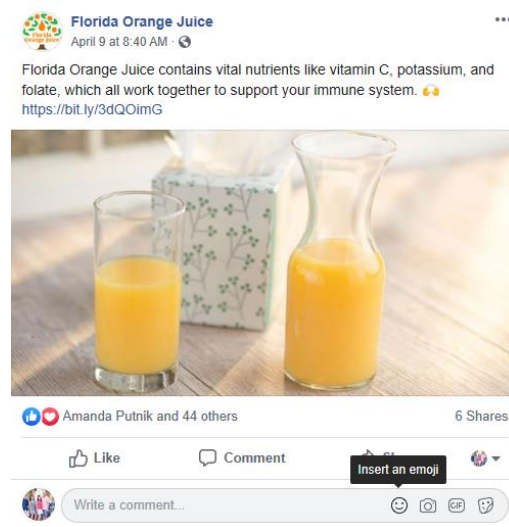 Florida Orange Juice
April 9 at 8:40 AM ·
Florida Orange Juice contains vital nutrients like vitamin C, potassium, and
folate, which all work together to support your immune system. 🙌
https://bit.ly/3dQOimG
Amanda Putnik and 44 others
6 Shares
Like
Comment
Insert an emoji
Write a comment...
GIF